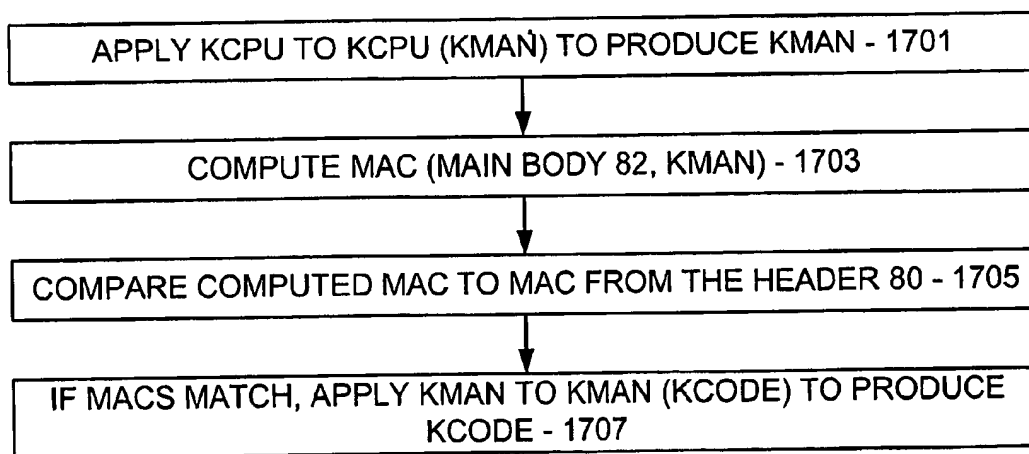 APPLY KCPU TO KCPU (KMAN) TO PRODUCE KMAN - 1701
COMPUTE MAC (MAIN BODY 82, KMAN) - 1703
COMPARE COMPUTED MAC TO MAC FROM THE HEADER 80 - 1705
IF MACS MATCH, APPLY KMAN TO KMAN (KCODE) TO PRODUCE
KCODE - 1707